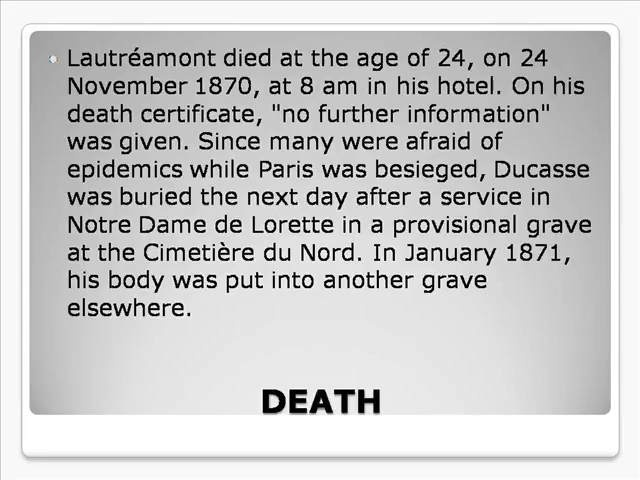 Lautréamont died at the age of 24, on 24
November 1870, at 8 am in his hotel. On his
death certificate, "no further information"
was given. Since many were afraid of
epidemics while Paris was besieged, Ducasse
was buried the next day after a service in
Notre Dame de Lorette in a provisional grave
at the Cimetière du Nord. In January 1871,
his body was put into another grave
elsewhere.
DEATH